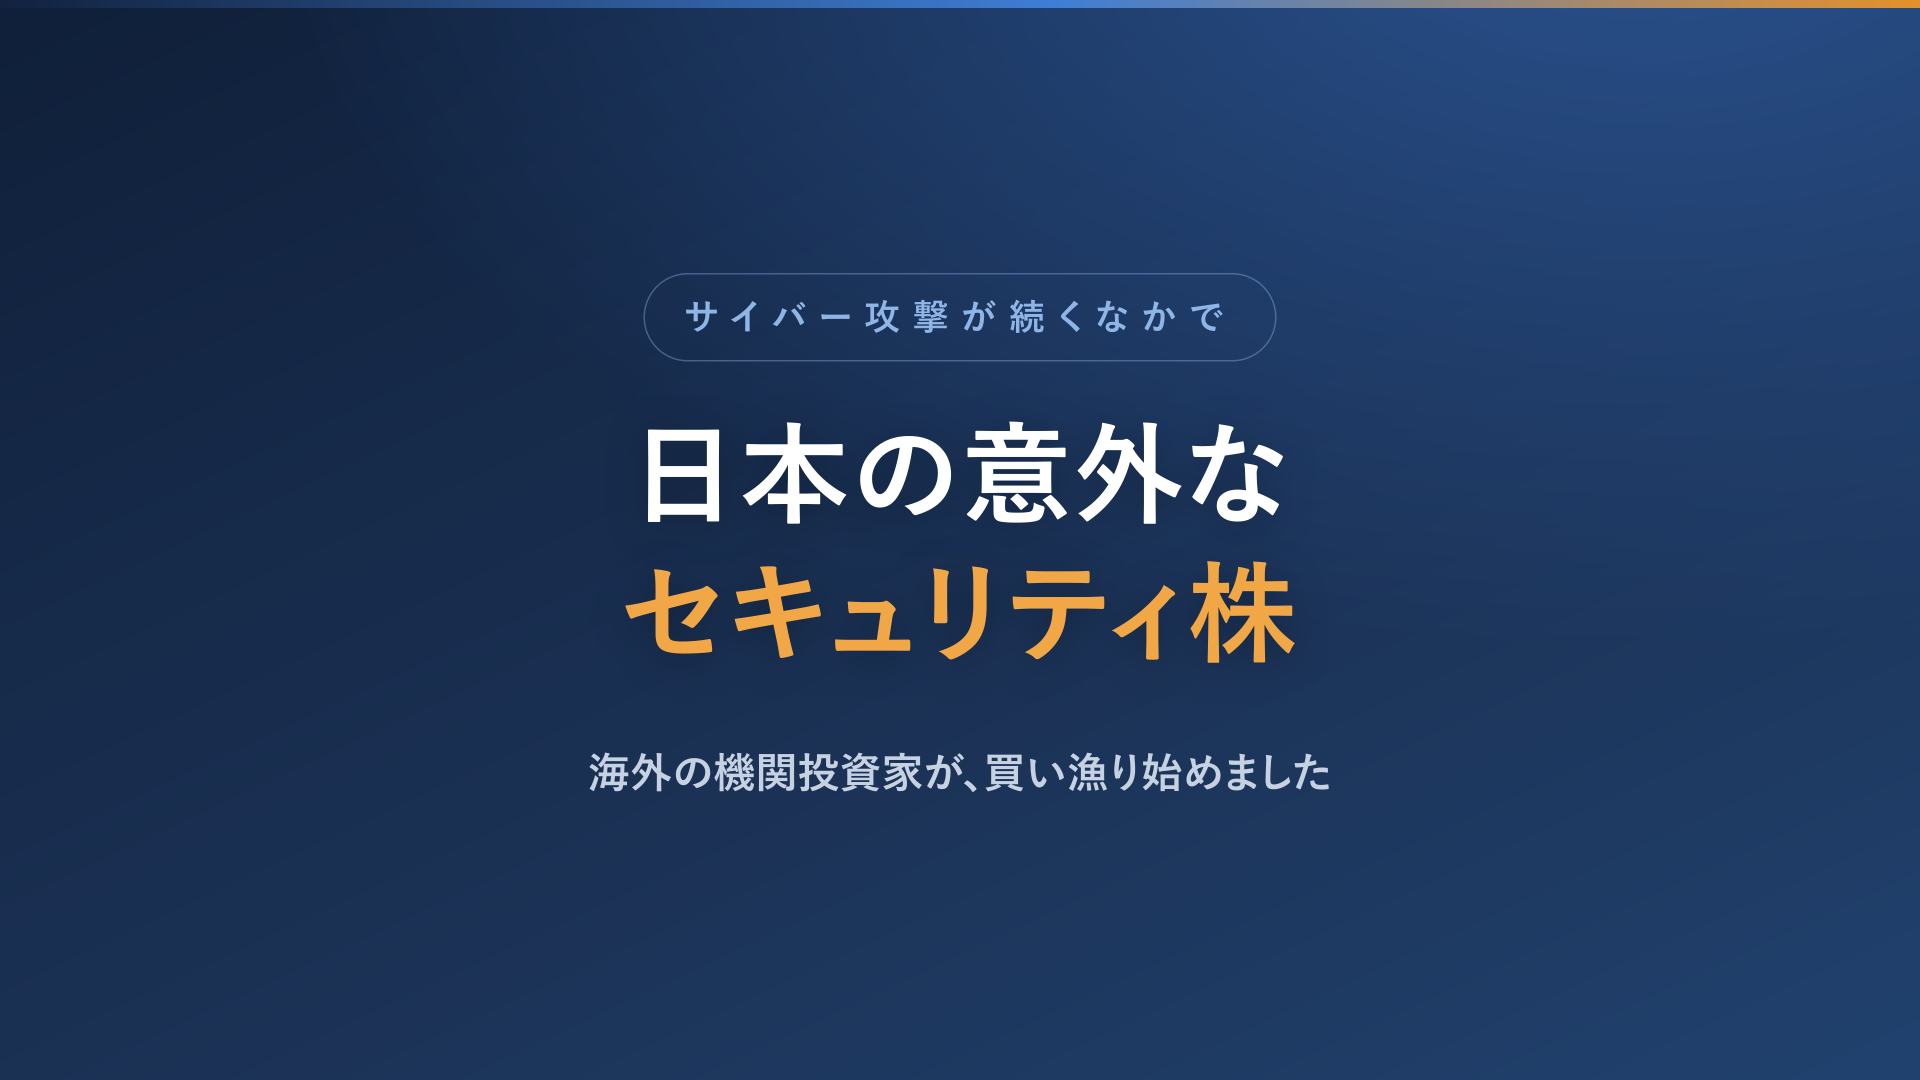 サイバー攻撃が続くなかで
日本の意外な
セキュリティ株
海外の機関投資家が、買い漁り始めました